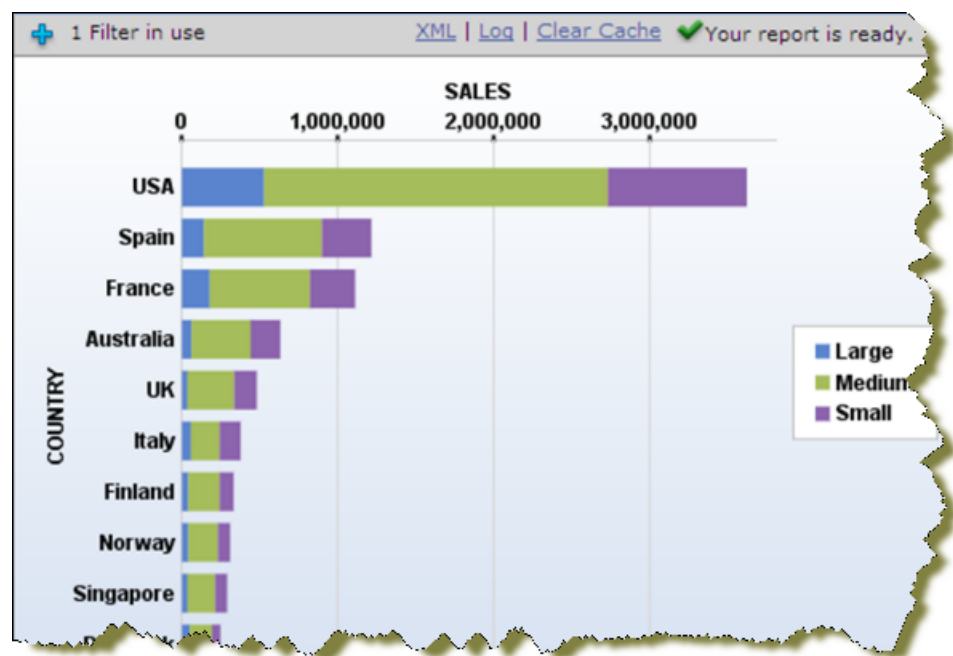 1 Filter in use XML | Log | Clear Cache Your report is ready.
SALES
0 1,000,000 2,000,000 3,000,000
USA
Spain
France
Australia
UK
Italy
Finland
Norway
Singapore
COUNTRY
Large
Medium
Small